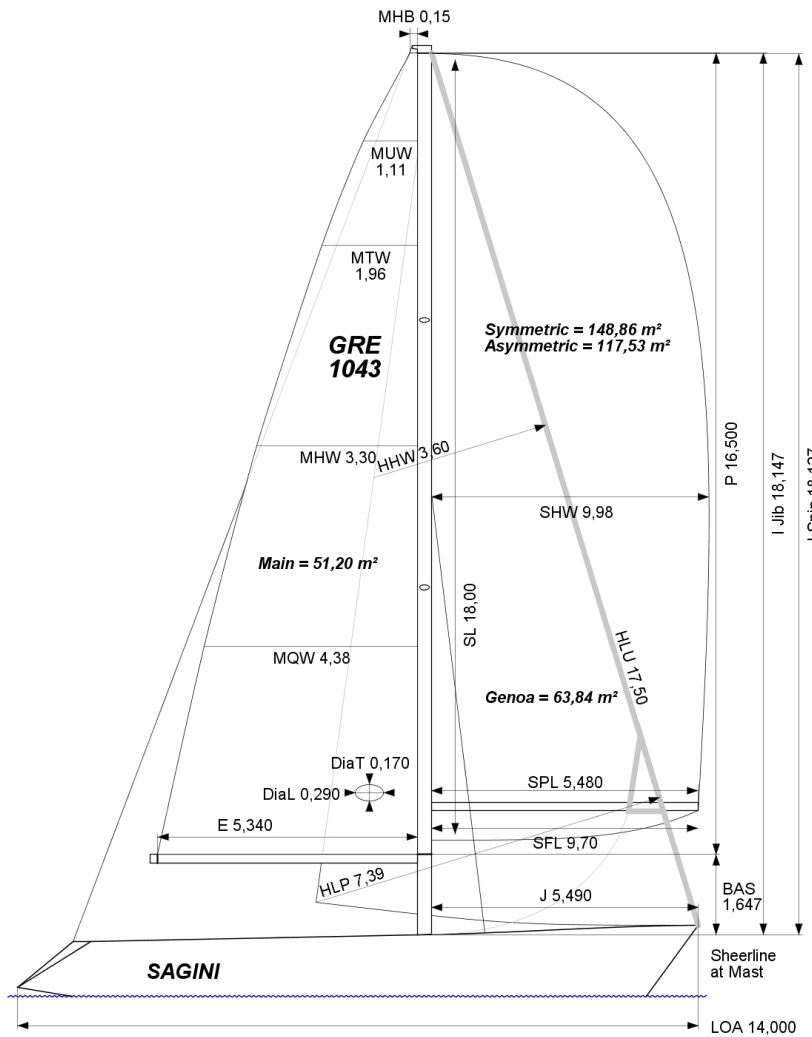 MHB 0,15
MUW
1,11
MTW
1,96
GRE
1043
Symmetric = 148,86 m²
Asymmetric = 117,53 m²
MHW 3,30
HHW 3,60
P 16,500
I Jib 18,147
SHW 9,98
Main = 51,20 m²
SL 18,00
HLU 17,50
MQW 4,38
Genoa = 63,84 m²
DiaT 0,170
DiaL 0,290
SPL 5,480
E 5,340
SFL 9,70
HLP 7,39
J 5,490
BAS
1,647
SAGINI
Sheerline
at Mast
LOA 14,000